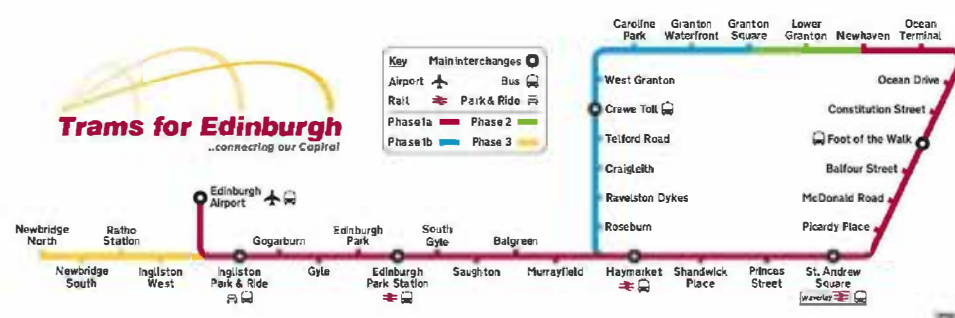 Trams for Edinburgh
...connecting our Capital
Key Main interchanges
Airport Bus
Rail Park & Ride
Phase 1a Phase 2
Phase 1b Phase 3
Caroline
Park
Granton
Waterfront
Granton
Square
Lower
Granton
Newhaven
Ocean
Terminal
West Granton
Crewe Toll
Telford Road
Craigleith
Ravelston Dykes
Roseburn
Ocean Drive
Constitution Street
Foot of the Walk
Balfour Street
McDonald Road
Picardy Place
Edinburgh
Airport
Newbridge
North
Ratho
Station
Gogarburn
Edinburgh
Park
South
Gyle
Balgreen
Newbridge
South
Ingliston
West
Ingliston
Park & Ride
Gyle
Edinburgh
Park Station
Saughton
Murrayfield
Haymarket
Shandwick
Place
Princes
Street
St. Andrew
Square
Waverley